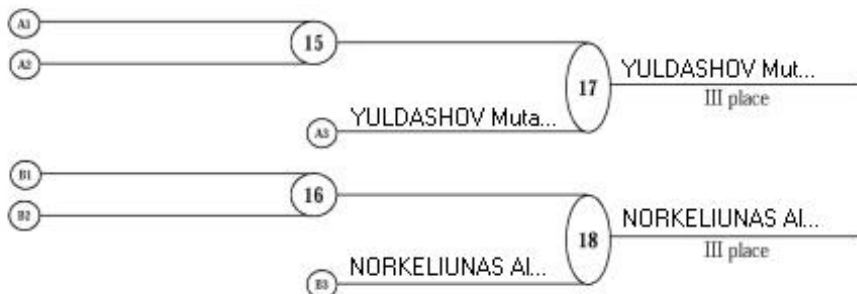 A1
15
A2
YULDASHOV Mut...
17
III place
YULDASHOV Muta...
A3
B1
16
B2
NORKELIUNAS Al...
18
III place
NORKELIUNAS Al...
B3